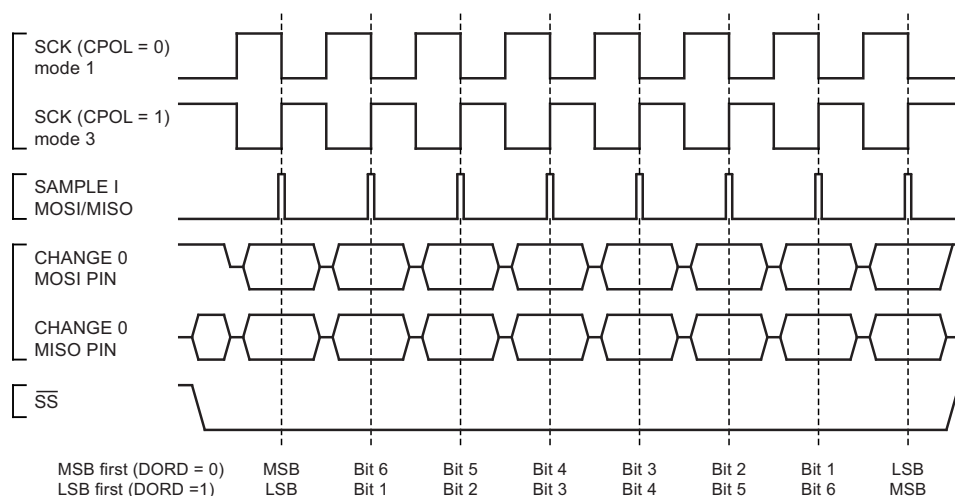 SCK (CPOL = 0)
mode 1
SCK (CPOL = 1)
mode 3
SAMPLE I
MOSI/MISO
CHANGE 0
MOSI PIN
CHANGE 0
MISO PIN
SS
MSB first (DORD = 0) MSB Bit 6 Bit 5 Bit 4 Bit 3 Bit 2 Bit 1 LSB
LSB first (DORD =1) LSB Bit 1 Bit 2 Bit 3 Bit 4 Bit 5 Bit 6 MSB